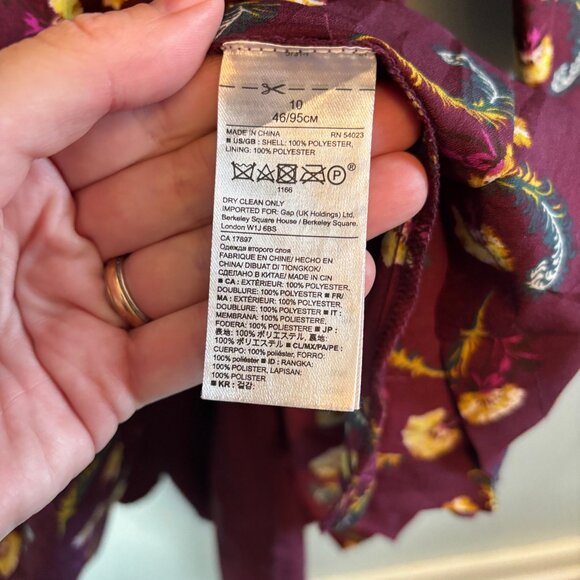 10
46/95CM
MADE IN CHINA RN 54023
■ US/GB: SHELL: 100% POLYESTER,
LINING: 100% POLYESTER
P ®
1166
DRY CLEAN ONLY
IMPORTED FOR: Gap (UK Holdings) Ltd.
Berkeley Square House / Berkeley Square,
London W1J 6BS
CA 17897
Одежда второго слоя
FABRIQUÉ EN CHINE/ HECHO EN
CHINA/ DIBUAT DI TIONGKOK/
СДЕЛАНО В КИТАЕ/ MADE IN CIN
■ CA: EXTÉRIEUR: 100% POLYESTER,
DOUBLURE: 100% POLYESTER ■ FR/
MA: EXTÉRIEUR: 100% POLYESTER,
DOUBLURE: 100% POLYESTER ■ IT:
MEMBRANA: 100% POLIESTERE,
FODERA: 100% POLIESTERE ■ JP:
表地: 100% ポリエステル, 裏地:
100% ポリエステル ■ CL/MX/PA/PE:
CUERPO: 100% poliéster, FORRO:
100% poliéster ■ ID: RANGKA:
100% POLISTER, LAPISAN:
100% POLISTER
■ KR: 겉감: